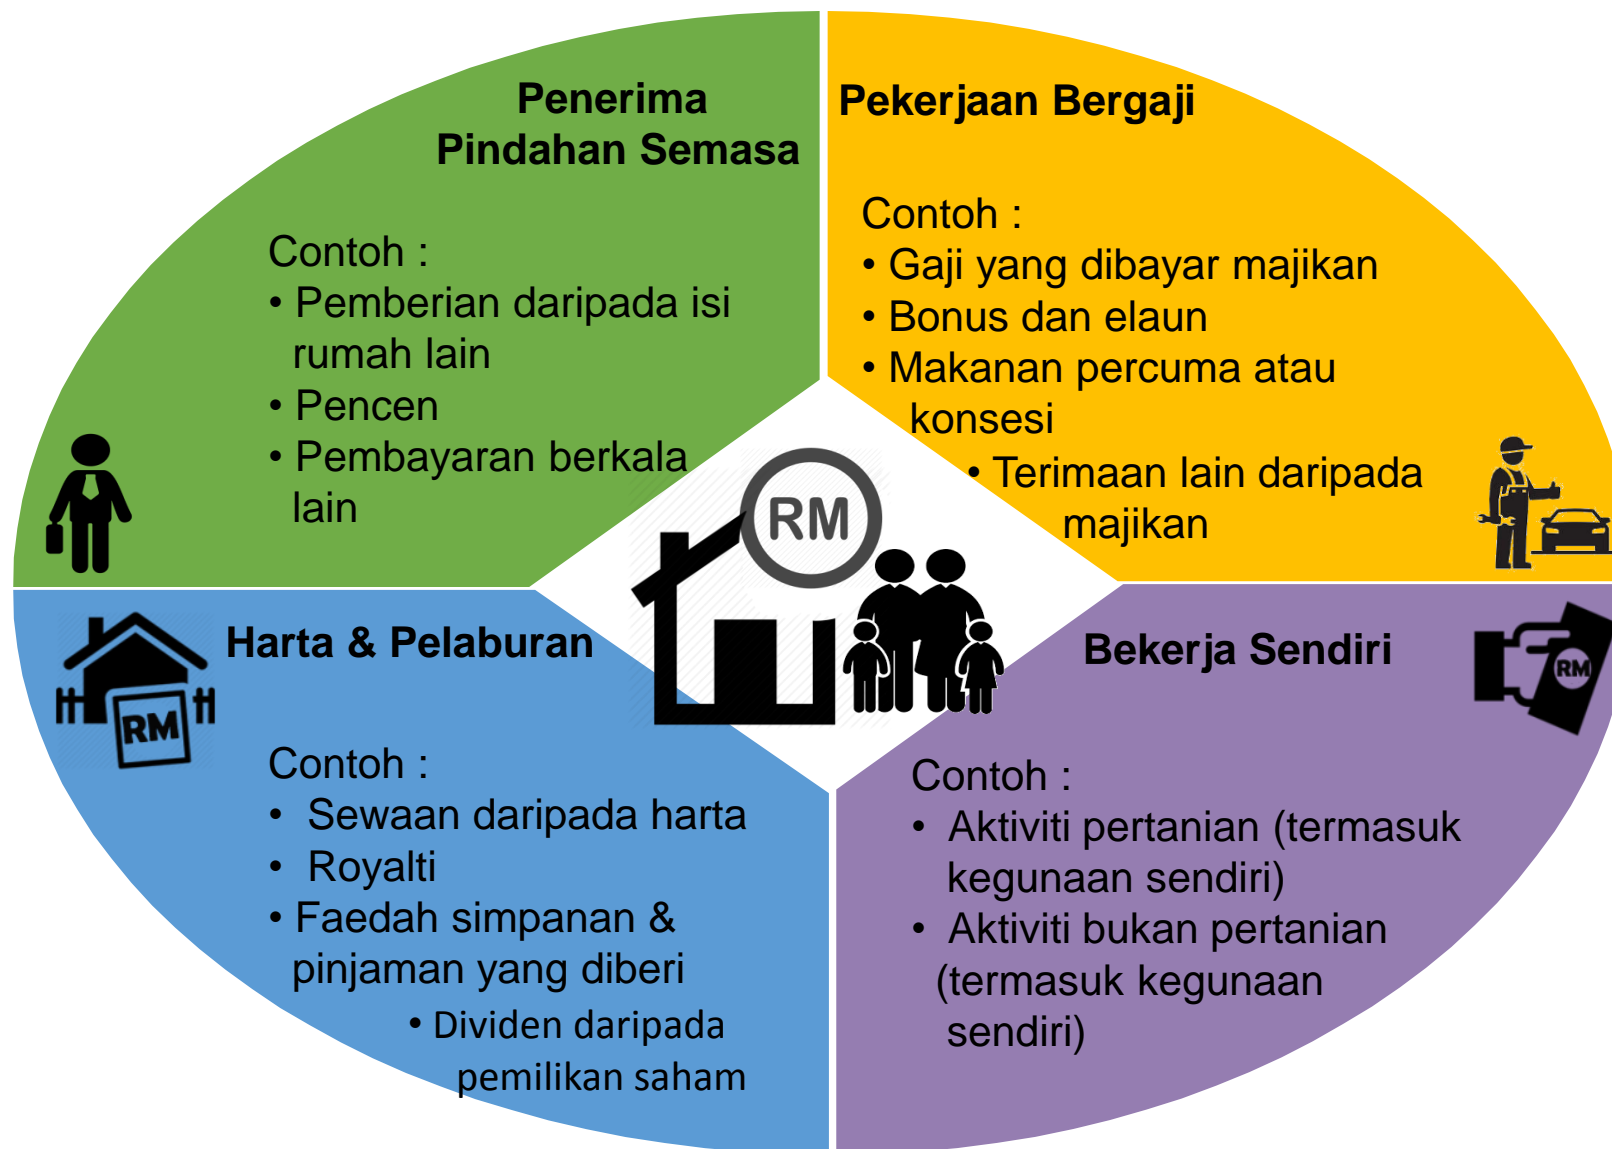 Penerima
Pindahan Semasa
Contoh :
• Pemberian daripada isi
rumah lain
• Pencen
• Pembayaran berkala
lain
Pekerjaan Bergaji
Contoh :
• Gaji yang dibayar majikan
• Bonus dan elaun
• Makanan percuma atau
konsesi
• Terimaan lain daripada
majikan
RM
Harta & Pelaburan
RM
Contoh :
• Sewaan daripada harta
• Royalti
• Faedah simpanan &
pinjaman yang diberi
• Dividen daripada
pemilikan saham
Bekerja Sendiri
RM
Contoh :
• Aktiviti pertanian (termasuk
kegunaan sendiri)
• Aktiviti bukan pertanian
(termasuk kegunaan
sendiri)